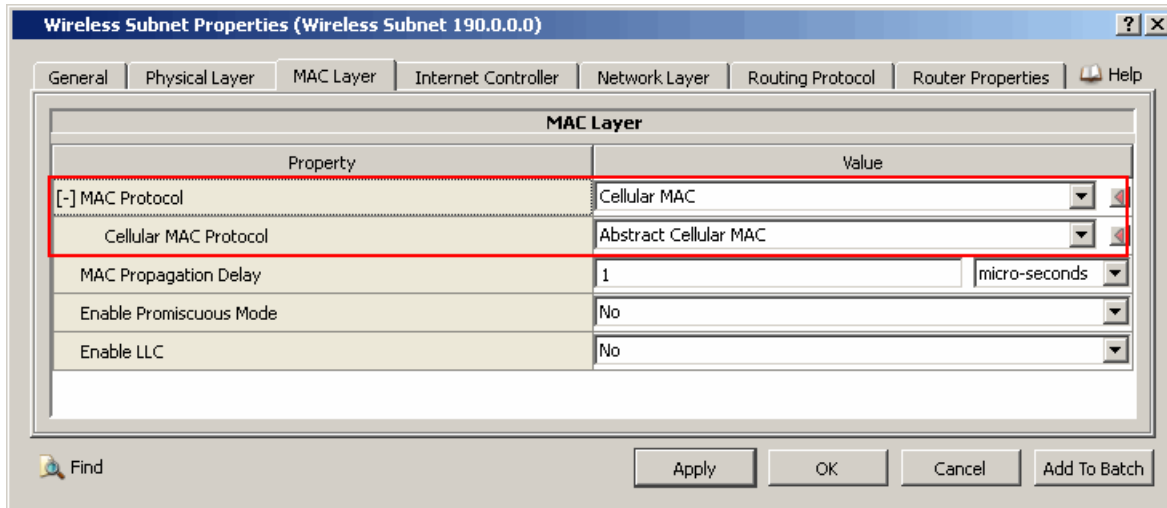 Wireless Subnet Properties (Wireless Subnet 190.0.0.0) ? X
General Physical Layer MAC Layer Internet Controller Network Layer Routing Protocol Router Properties Help
MAC Layer
Property Value
[-] MAC Protocol Cellular MAC
Cellular MAC Protocol Abstract Cellular MAC
MAC Propagation Delay 1 micro-seconds
Enable Promiscuous Mode No
Enable LLC No
Find Apply OK Cancel Add To Batch